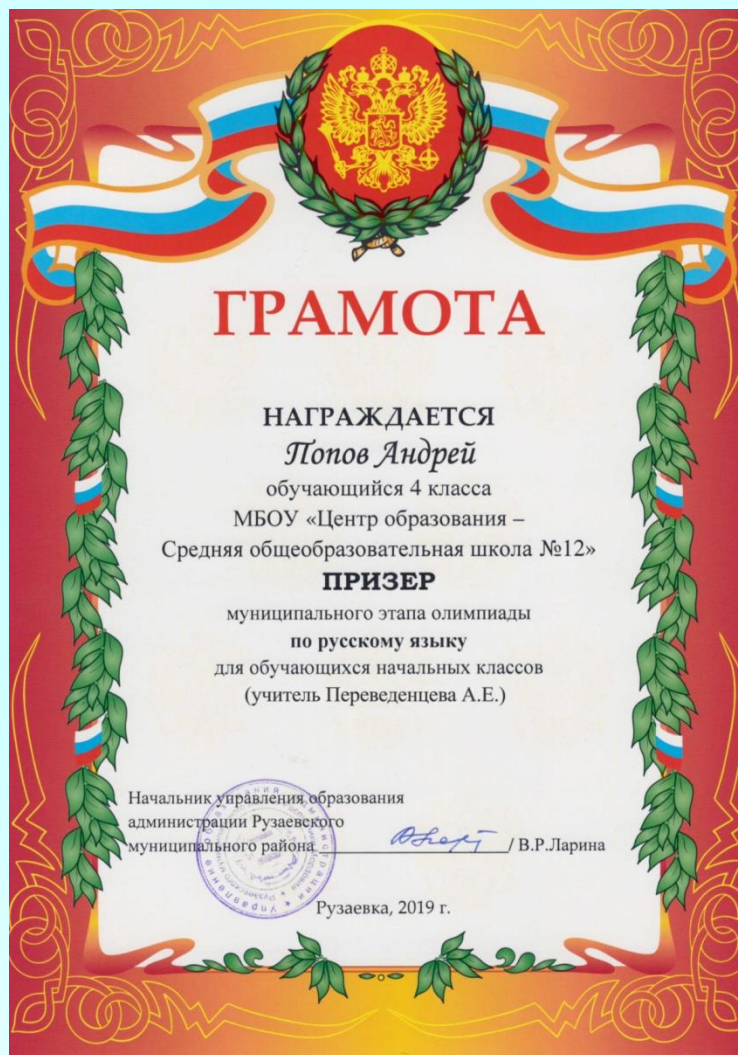 ГРАМОТА
НАГРАЖДАЕТСЯ
Попов Андрей
обучающийся 4 класса
МБОУ «Центр образования –
Средняя общеобразовательная школа №12»
ПРИЗЕР
муниципального этапа олимпиады
по русскому языку
для обучающихся начальных классов
(учитель Переведенцева А.Е.)
Начальник управления образования
администрации Рузаевского
муниципального района / В.Р.Ларина
Рузаевка, 2019 г.